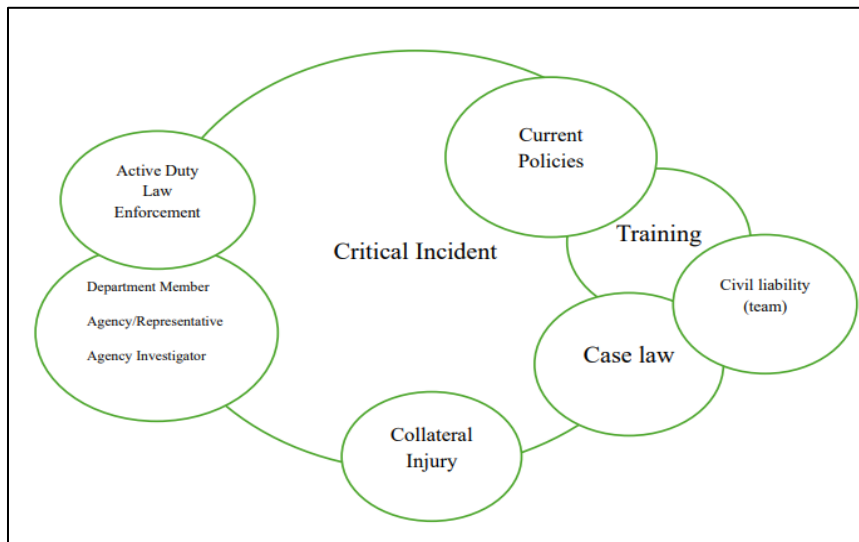 Active Duty
Law
Enforcement
Department Member
Agency/Representative
Agency Investigator
Critical Incident
Current
Policies
Training
Civil liability
(team)
Case law
Collateral
Injury